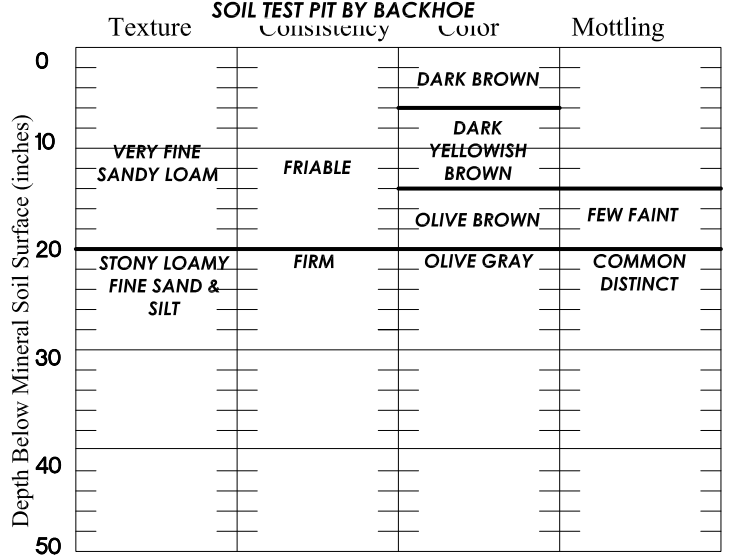 SOIL TEST PIT BY BACKHOE
Texture Consistency Color Mottling
Depth Below Mineral Soil Surface (inches)
0
DARK BROWN
10
DARK
YELLOWISH
BROWN
VERY FINE
SANDY LOAM
FRIABLE
OLIVE BROWN
FEW FAINT
20
STONY LOAMY
FINE SAND &
SILT
FIRM
OLIVE GRAY
COMMON
DISTINCT
30
40
50